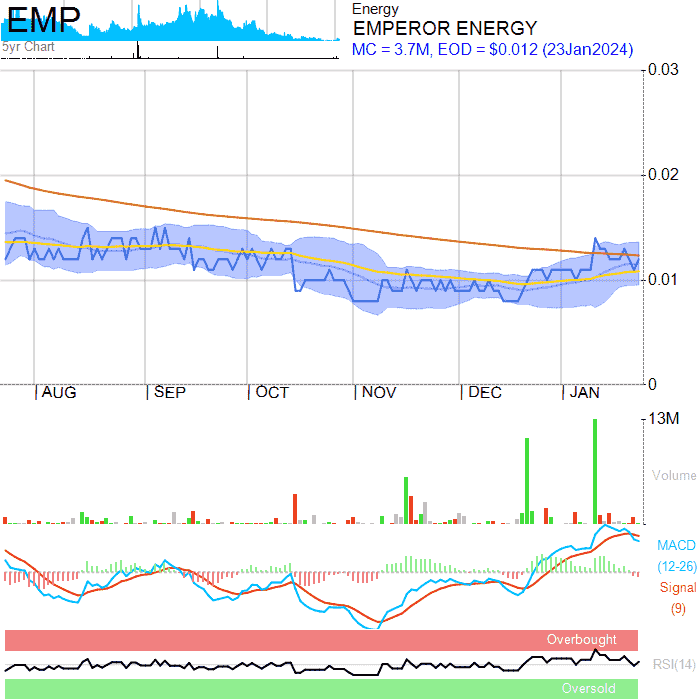 EMP
5yr Chart
Energy
EMPEROR ENERGY
MC = 3.7M, EOD = $0.012 (23Jan2024)
0.03
0.02
0.01
0
AUG SEP OCT NOV DEC JAN
13M
Volume
MACD
(12-26)
Signal
(9)
Overbought
RSI(14)
Oversold